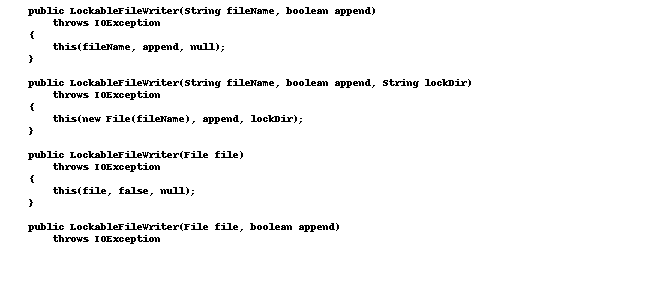 public LockableFileWriter(String fileName, boolean append)
    throws IOException
{
    this(fileName, append, null);
}
public LockableFileWriter(String fileName, boolean append, String lockDir)
    throws IOException
{
    this(new File(fileName), append, lockDir);
}
public LockableFileWriter(File file)
    throws IOException
{
    this(file, false, null);
}
public LockableFileWriter(File file, boolean append)
    throws IOException